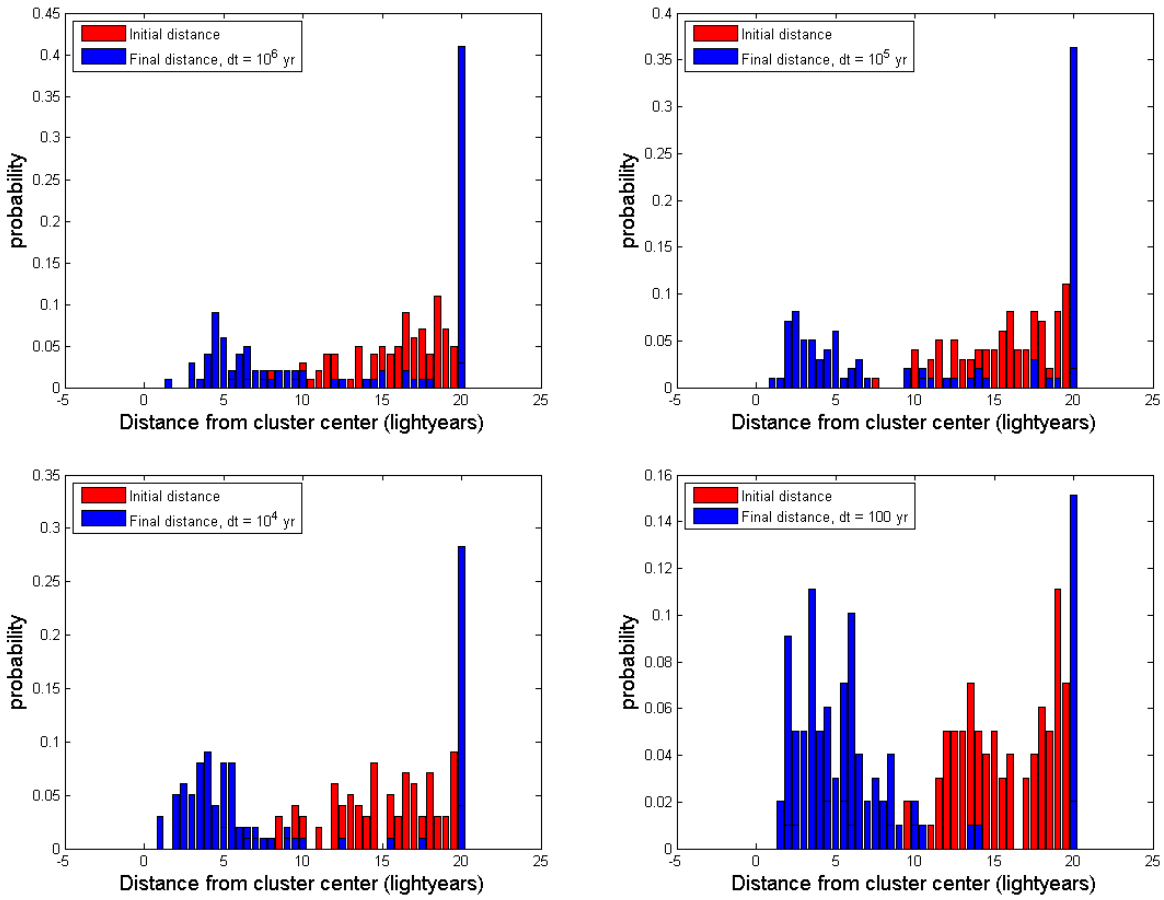 0.45
0.4
0.35
0.3
0.25
0.2
0.15
0.1
0.05
0
probability
Initial distance
Final distance, dt = 10^6 yr
-5 0 5 10 15 20 25
Distance from cluster center (lightyears)
0.4
0.35
0.3
0.25
0.2
0.15
0.1
0.05
0
probability
Initial distance
Final distance, dt = 10^5 yr
-5 0 5 10 15 20 25
Distance from cluster center (lightyears)
0.35
0.3
0.25
0.2
0.15
0.1
0.05
0
probability
Initial distance
Final distance, dt = 10^4 yr
-5 0 5 10 15 20 25
Distance from cluster center (lightyears)
0.16
0.14
0.12
0.1
0.08
0.06
0.04
0.02
0
probability
Initial distance
Final distance, dt = 100 yr
-5 0 5 10 15 20 25
Distance from cluster center (lightyears)